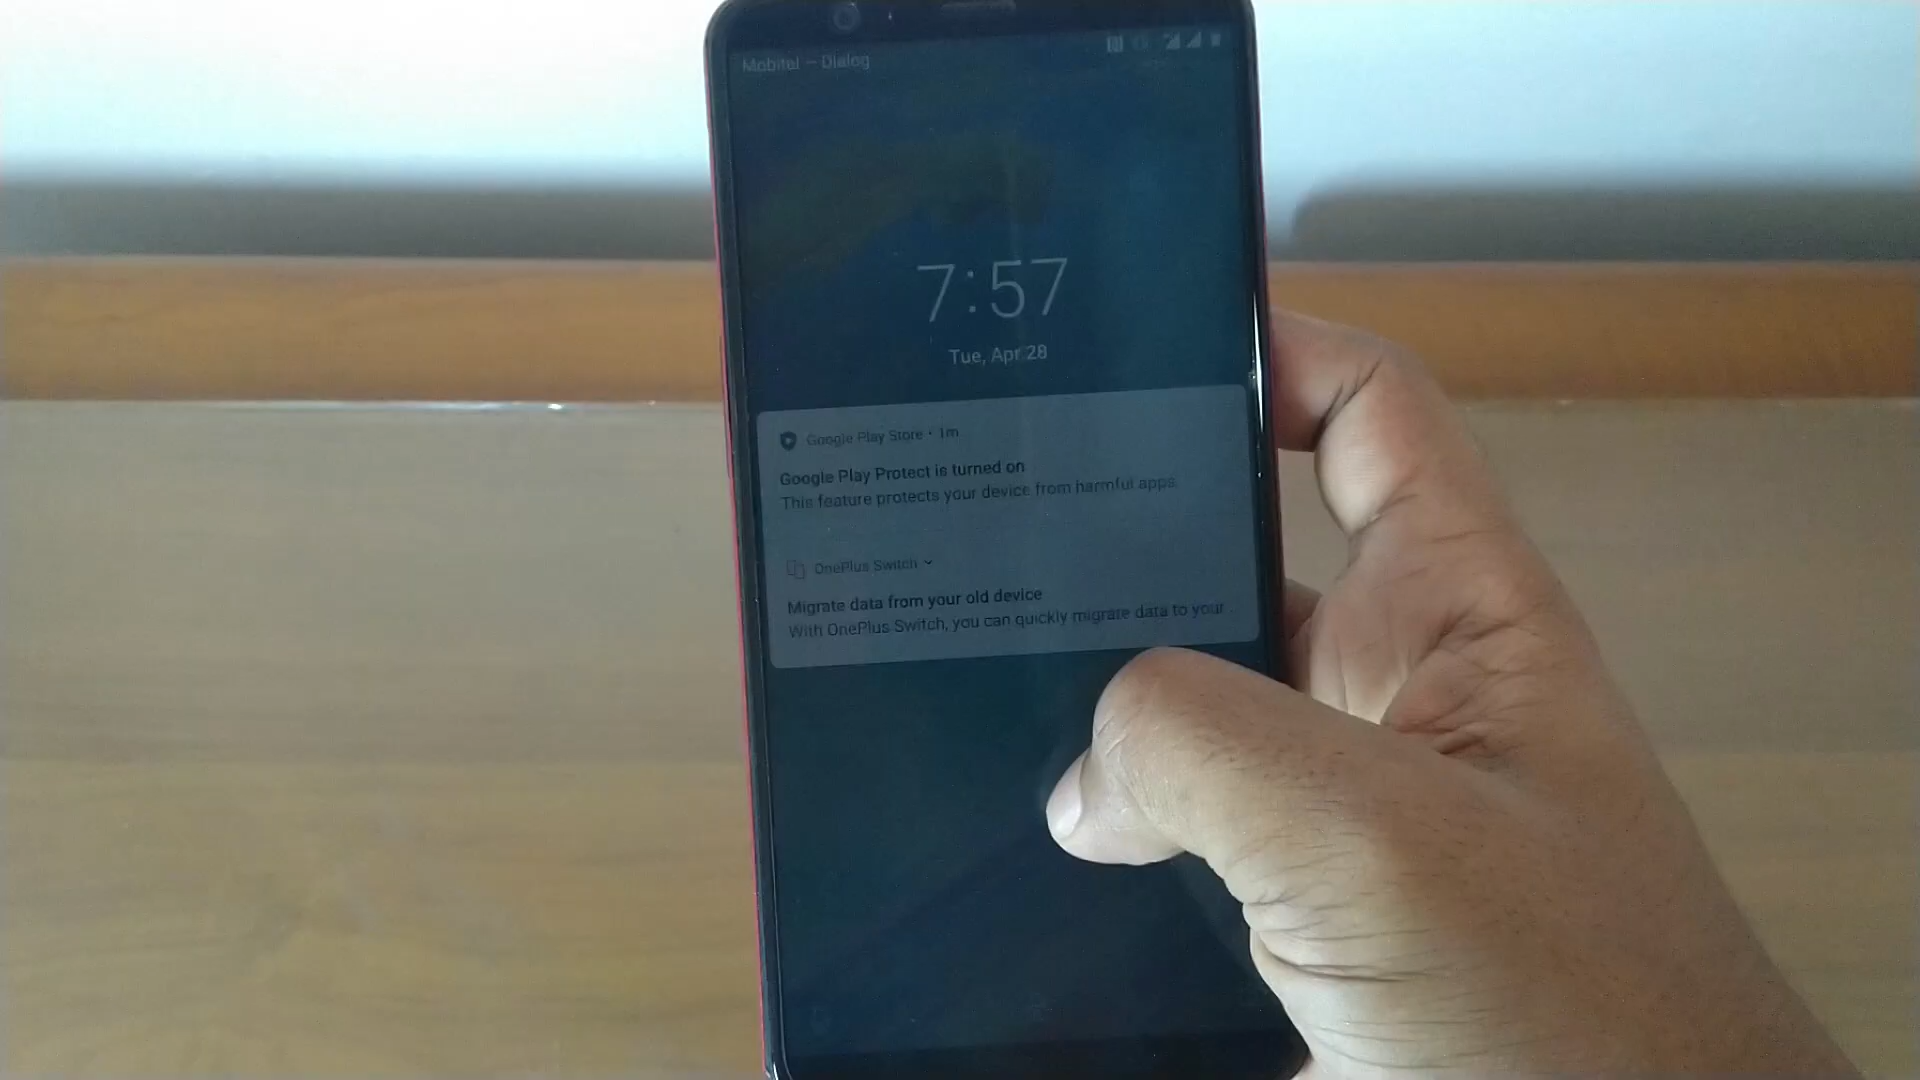 Mobitel — Dialog
7:57
Tue, Apr 28
Google Play Store • 1m
Google Play Protect is turned on
This feature protects your device from harmful apps.
OnePlus Switch
Migrate data from your old device
With OnePlus Switch, you can quickly migrate data to your ..